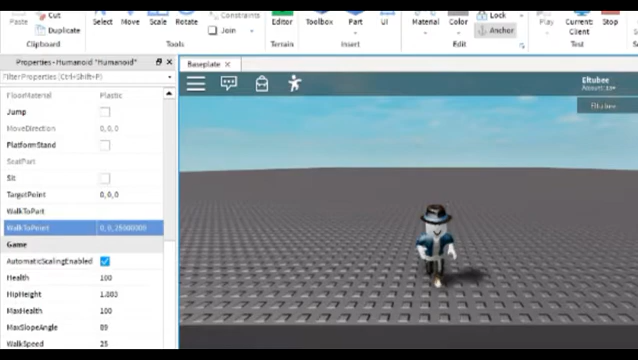 Paste
Cut
Duplicate
Select Move Scale Rotate
Constraints
Join
Editor
Toolbox Part UI
Material Color
Lock
Anchor
Play Current: Client Stop
Clipboard Tools Terrain Insert Edit Test
Properties - Humanoid "Humanoid"
Filter Properties (Ctrl+Shift+P)
Baseplate
FloorMaterial Plastic
Jump
MoveDirection 0, 0, 0
PlatformStand
SeatPart
Sit
TargetPoint 0, 0, 0
WalkToPart
WalkToPoint
Game
AutomaticScalingEnabled
Health 100
HipHeight
MaxHealth 100
MaxSlopeAngle 89
WalkSpeed 25
Eltubee
Account: 13+
Eltubee